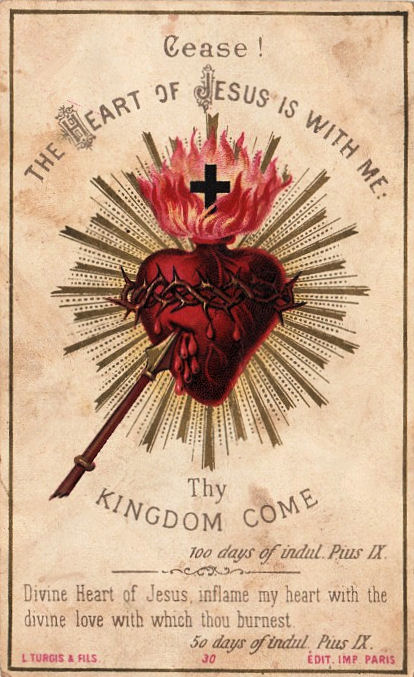 Cease!
THE HEART OF JESUS IS WITH ME:
Thy
KINGDOM COME
100 days of indul. Pius IX.
Divine Heart of Jesus, inflame my heart with the
divine love with which thou burnest.
50 days of indul. Pius IX.
L. TURGIS & FILS. 30 ÉDIT. IMP. PARIS